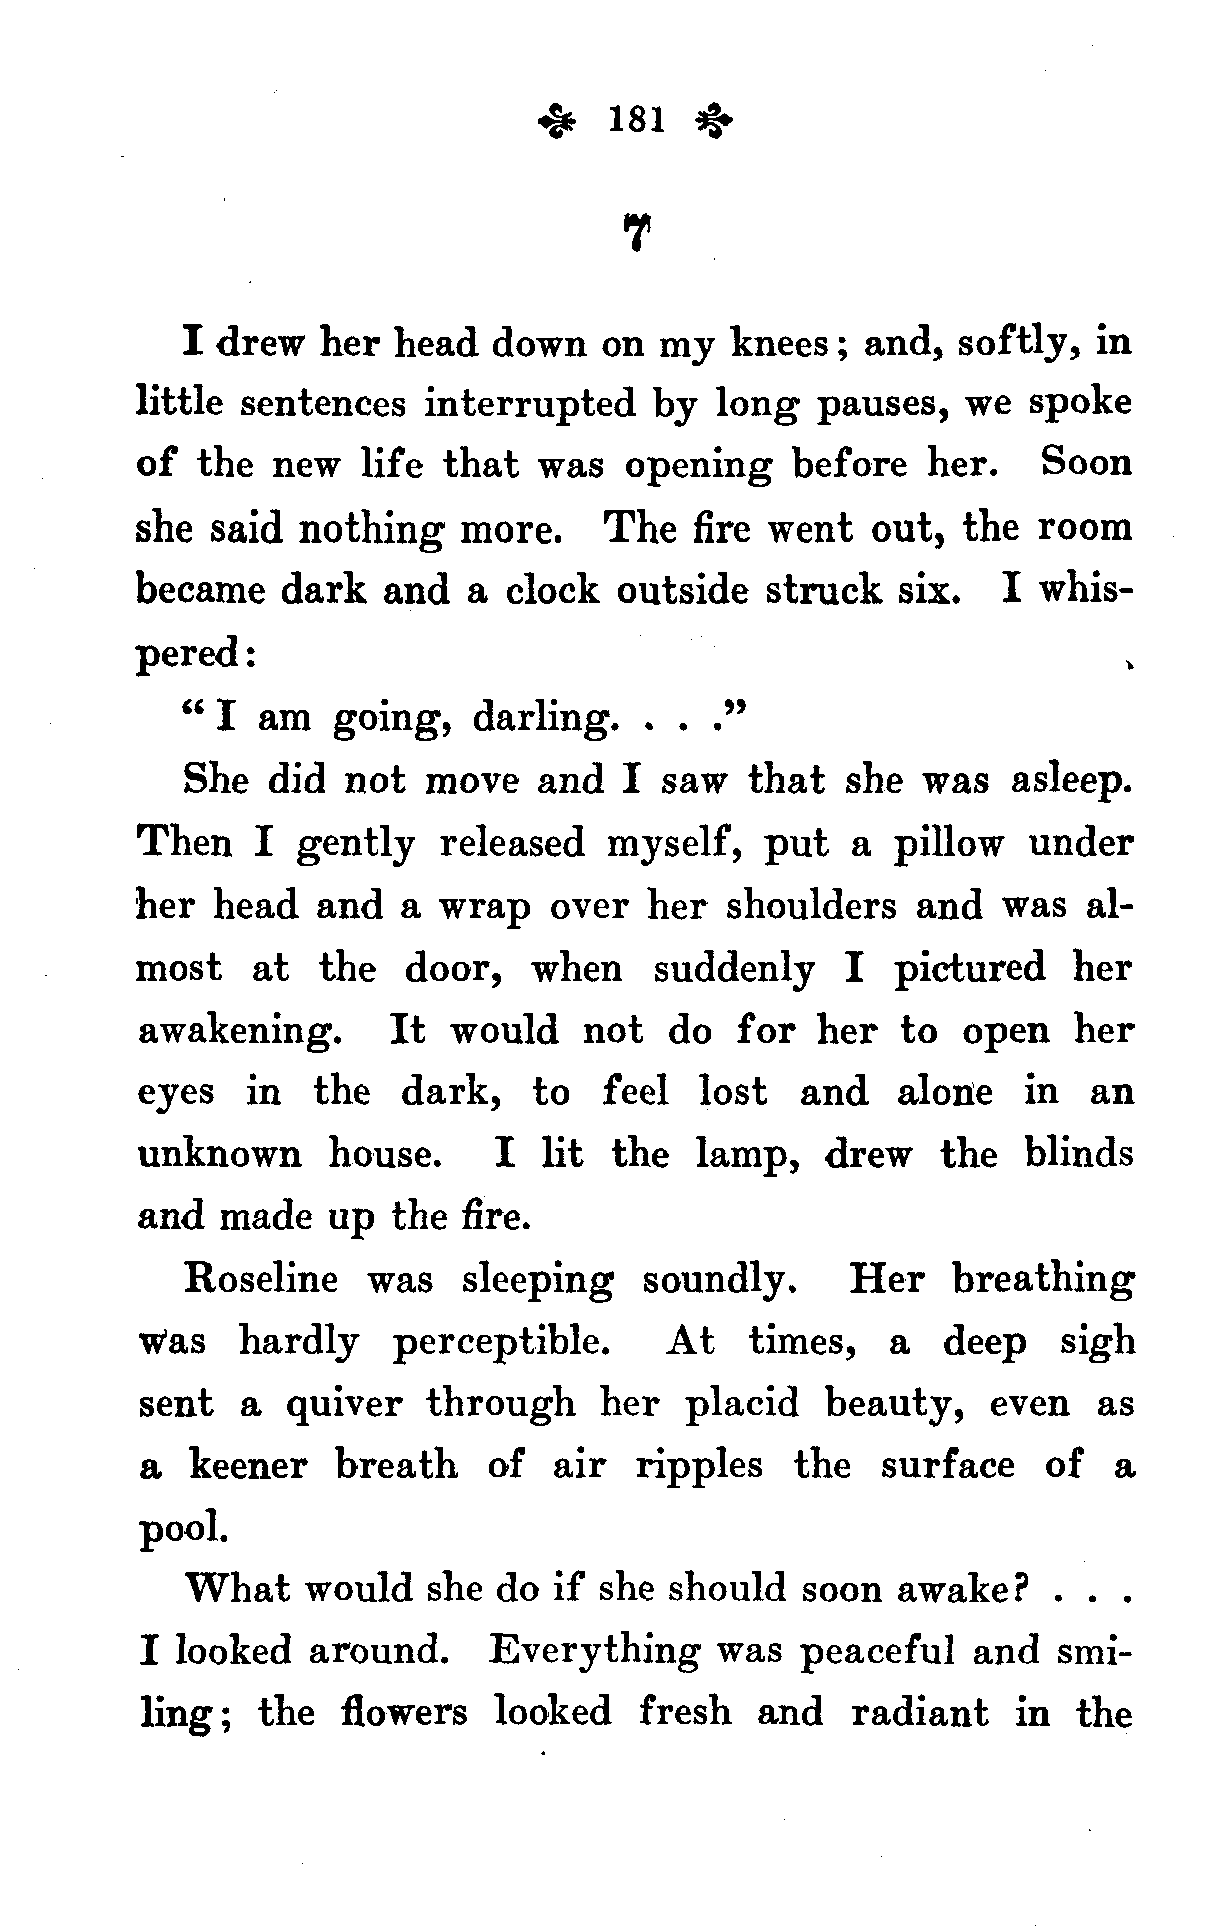 181
7
I drew her head down on my knees; and, softly, in
little sentences interrupted by long pauses, we spoke
of the new life that was opening before her. Soon
she said nothing more. The fire went out, the room
became dark and a clock outside struck six. I whis-
pered:
“I am going, darling. . . .”
She did not move and I saw that she was asleep.
Then I gently released myself, put a pillow under
her head and a wrap over her shoulders and was al-
most at the door, when suddenly I pictured her
awakening. It would not do for her to open her
eyes in the dark, to feel lost and alone in an
unknown house. I lit the lamp, drew the blinds
and made up the fire.
Roseline was sleeping soundly. Her breathing
was hardly perceptible. At times, a deep sigh
sent a quiver through her placid beauty, even as
a keener breath of air ripples the surface of a
pool.
What would she do if she should soon awake? . . .
I looked around. Everything was peaceful and smi-
ling; the flowers looked fresh and radiant in the